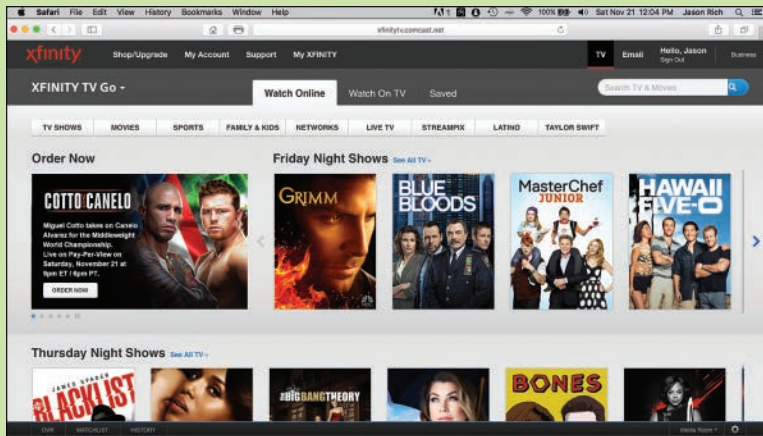 Safari File Edit View History Bookmarks Window Help
100% Sat Nov 21 12:04 PM Jason Rich
xfinitytv.comcast.net
xfinity Shop/Upgrade My Account Support My XFINITY TV Email Hello, Jason Business
Sign Out
XFINITY TV Go Watch Online Watch On TV Saved Search TV & Movies
TV SHOWS MOVIES SPORTS FAMILY & KIDS NETWORKS LIVE TV STREAMPIX LATINO TAYLOR SWIFT
Order Now
COTTO CANELO
Miguel Cotto takes on Canelo
Alvarez for the Middleweight
World Championship.
Live on Pay-Per-View on
Saturday, November 21 at
9pm ET / 6pm PT.
ORDER NOW
Friday Night Shows See All TV
GRIMM
BLUE
BLOODS
MasterChef
JUNIOR
HAWAII
FIVE-O
Thursday Night Shows See All TV
JAMES SPADER
BLACKLIST
THE BIG BANG THEORY
BONES
DVR WATCHLIST HISTORY Media Room